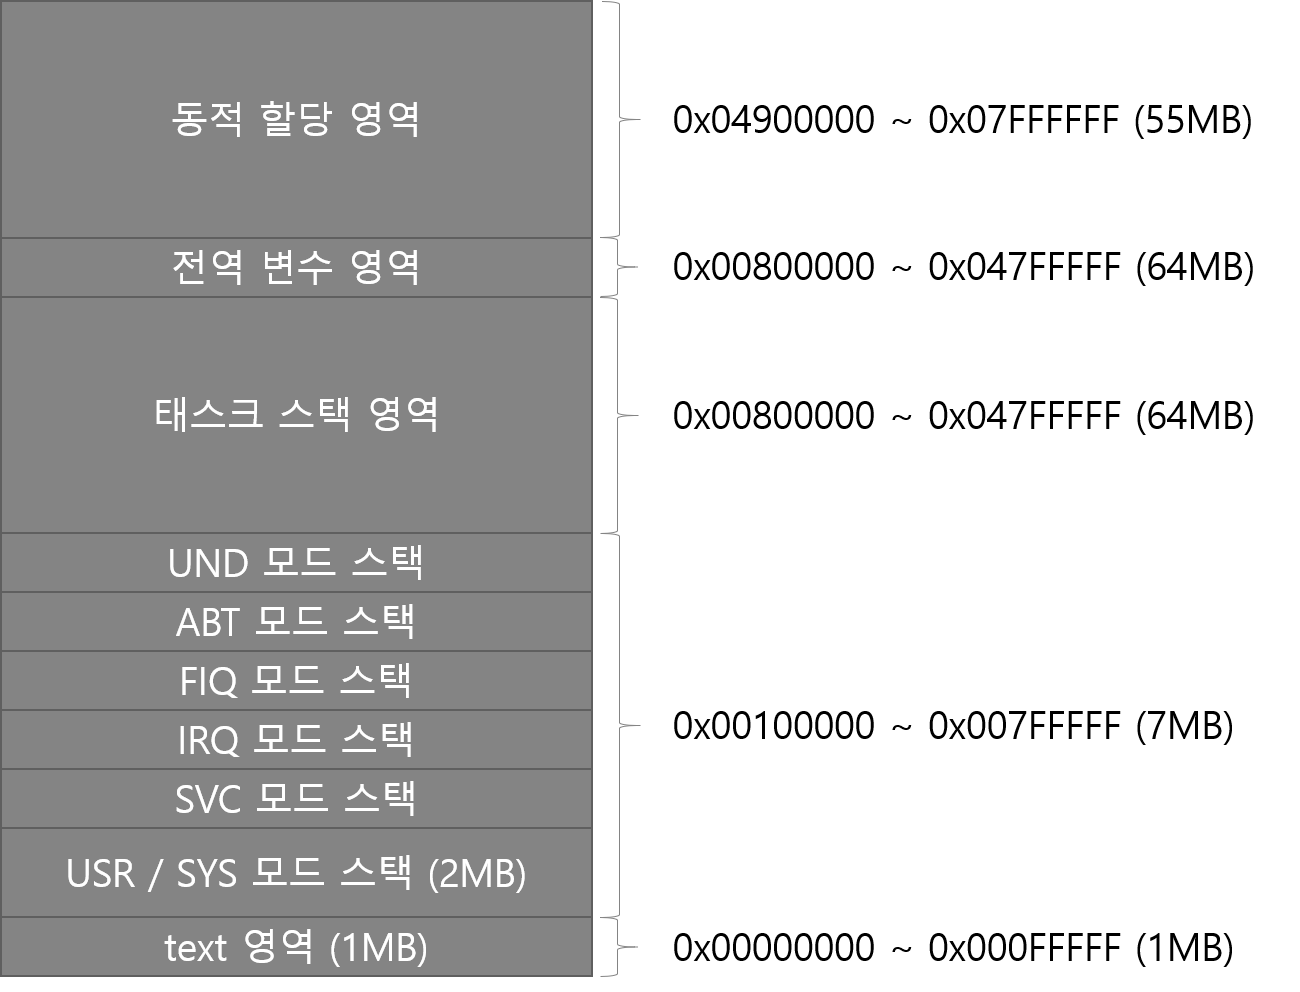 동적 할당 영역 0x04900000 ~ 0x07FFFFFF (55MB)
전역 변수 영역 0x00800000 ~ 0x047FFFFF (64MB)
태스크 스택 영역 0x00800000 ~ 0x047FFFFF (64MB)
UND 모드 스택
ABT 모드 스택
FIQ 모드 스택
IRQ 모드 스택 0x00100000 ~ 0x007FFFFF (7MB)
SVC 모드 스택
USR / SYS 모드 스택 (2MB)
text 영역 (1MB) 0x00000000 ~ 0x000FFFFF (1MB)